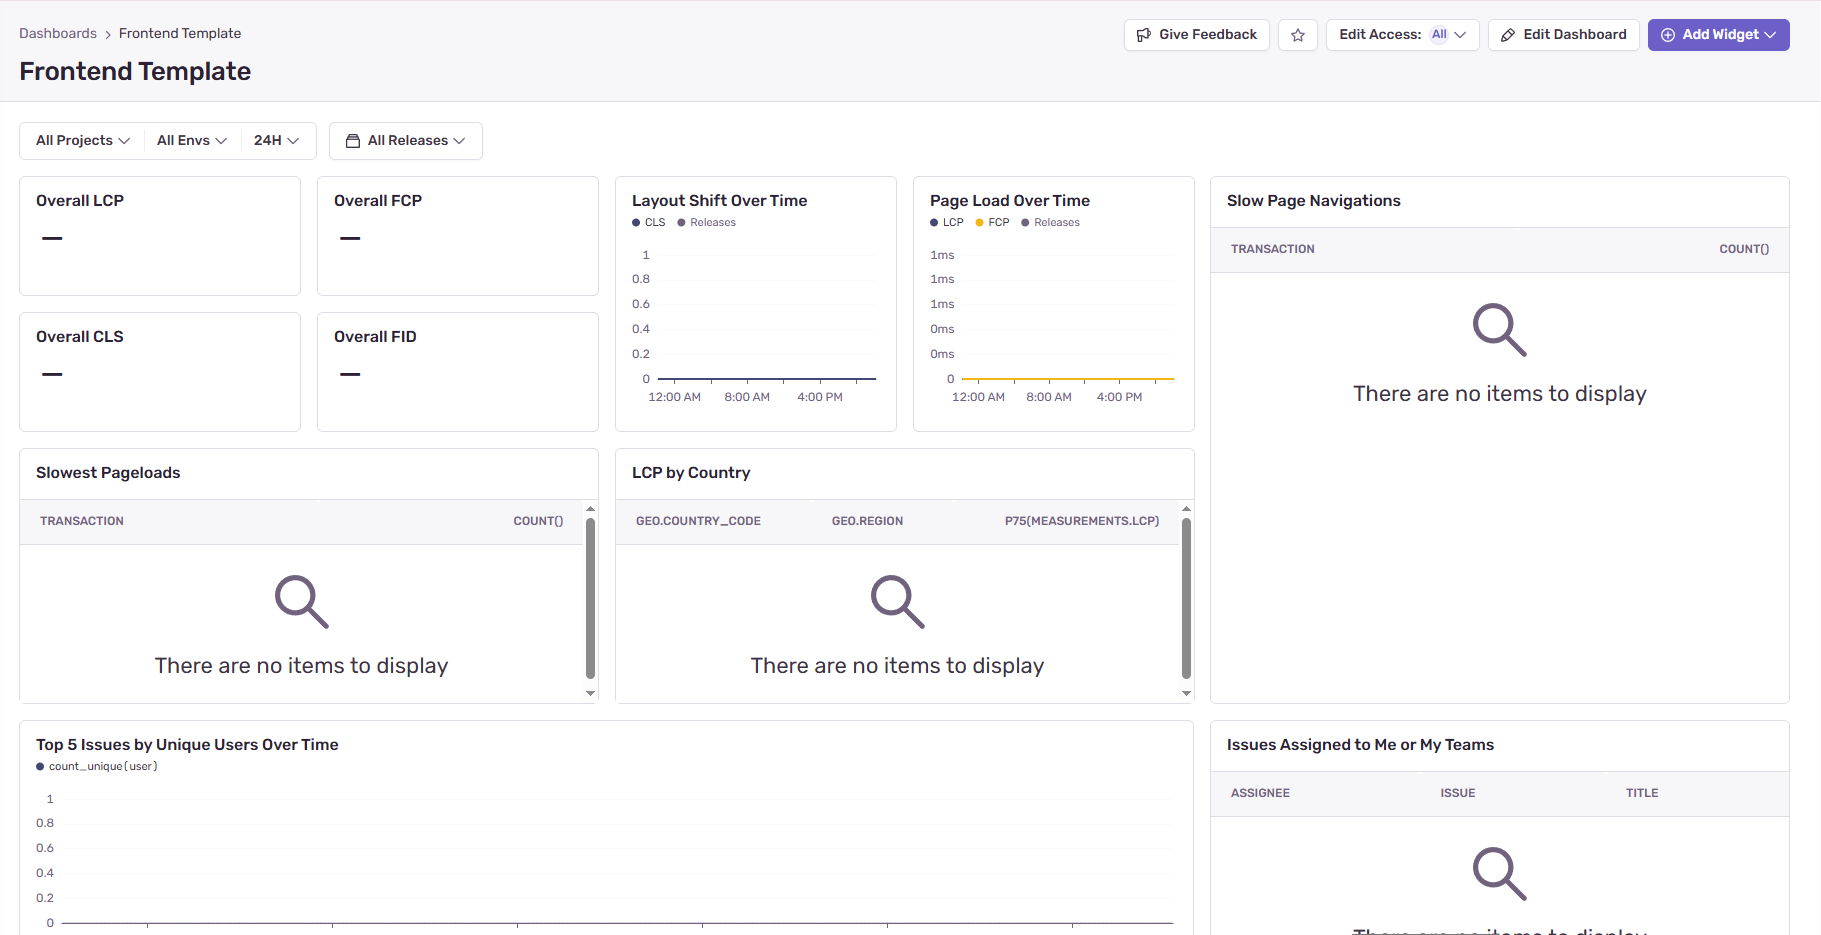 Dashboards > Frontend Template
Give Feedback
Edit Access: All
Edit Dashboard
Add Widget
Frontend Template
All Projects
All Envs
24H
All Releases
Overall LCP
—
Overall FCP
—
Layout Shift Over Time
CLS
Releases
1
0.8
0.6
0.4
0.2
0
12:00 AM
8:00 AM
4:00 PM
Page Load Over Time
LCP
FCP
Releases
1ms
1ms
1ms
0ms
0ms
0
12:00 AM
8:00 AM
4:00 PM
Slow Page Navigations
TRANSACTION
COUNT()
There are no items to display
Overall CLS
—
Overall FID
—
Slowest Pageloads
TRANSACTION
COUNT()
There are no items to display
LCP by Country
GEO.COUNTRY_CODE
GEO.REGION
P75(MEASUREMENTS.LCP)
There are no items to display
Top 5 Issues by Unique Users Over Time
count_unique(user)
1
0.8
0.6
0.4
0.2
0
Issues Assigned to Me or My Teams
ASSIGNEE
ISSUE
TITLE
There are no items to display